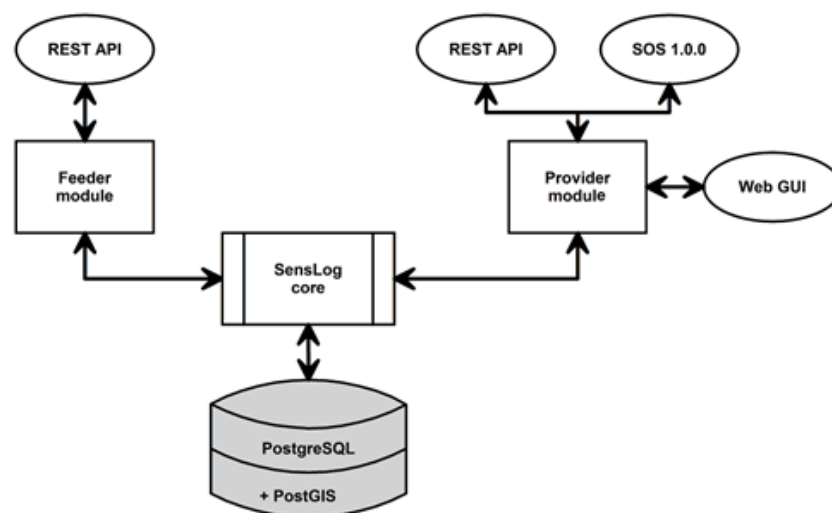 REST API
REST API
SOS 1.0.0
Feeder
module
Provider
module
Web GUI
SensLog
core
PostgreSQL
+ PostGIS